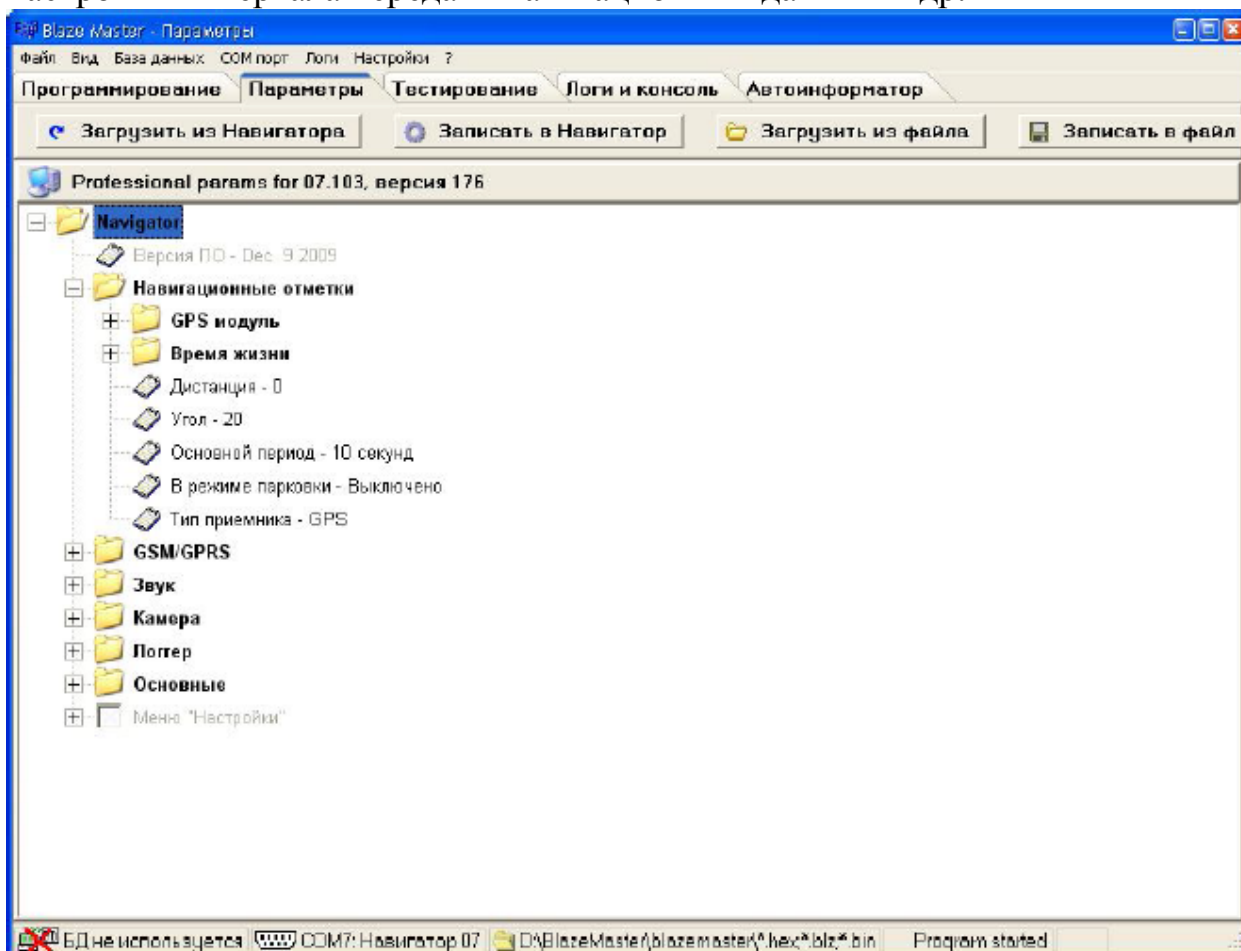 Blaze Master - Параметры
Файл Вид База данных COM порт Логи Настройки ?
Программирование Параметры Тестирование Логи и консоль Автоинформатор
Загрузить из Навигатора Записать в Навигатор Загрузить из файла Записать в файл
Professional params for 07.103, версия 176
Navigator
Версия ПО - Dec 9 2009
Навигационные отметки
GPS модуль
Время жизни
Дистанция - 0
Угол - 20
Основной период - 10 секунд
В режиме парковки - Выключено
Тип приемника - GPS
GSM/GPRS
Звук
Камера
Логгер
Основные
Меню "Настройки"
БД не используется COM7: Навигатор 07 D:\BlazeMaster\blazemaster\*.hex;*.blz;*.bin Program started